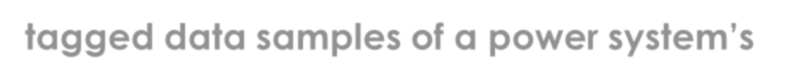 tagged data samples of a power system’s